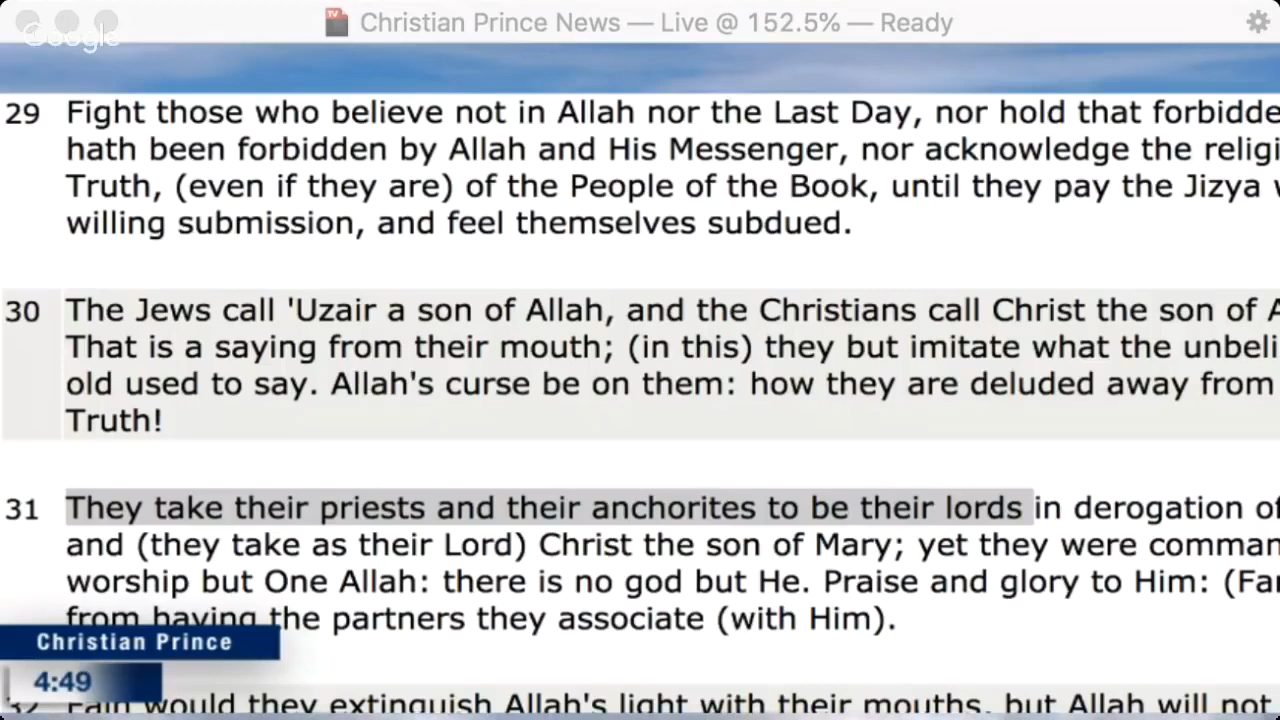 Google
Christian Prince News — Live @ 152.5% — Ready
29 Fight those who believe not in Allah nor the Last Day, nor hold that forbidde
hath been forbidden by Allah and His Messenger, nor acknowledge the religi
Truth, (even if they are) of the People of the Book, until they pay the Jizya w
willing submission, and feel themselves subdued.
30 The Jews call 'Uzair a son of Allah, and the Christians call Christ the son of A
That is a saying from their mouth; (in this) they but imitate what the unbeli
old used to say. Allah's curse be on them: how they are deluded away from
Truth!
31 They take their priests and their anchorites to be their lords in derogation of
and (they take as their Lord) Christ the son of Mary; yet they were comman
worship but One Allah: there is no god but He. Praise and glory to Him: (Far
from having the partners they associate (with Him).
Christian Prince
4:49
32 Fain would they extinguish Allah's light with their mouths, but Allah will not